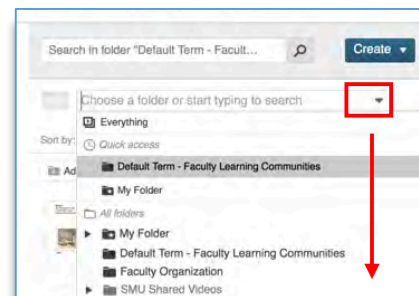 Search in folder "Default Term - Facult...
Create
Choose a folder or start typing to search
Everything
Sort by:
Quick access
Default Term - Faculty Learning Communities
Ad
My Folder
All folders
My Folder
Default Term - Faculty Learning Communities
Faculty Organization
SMU Shared Videos